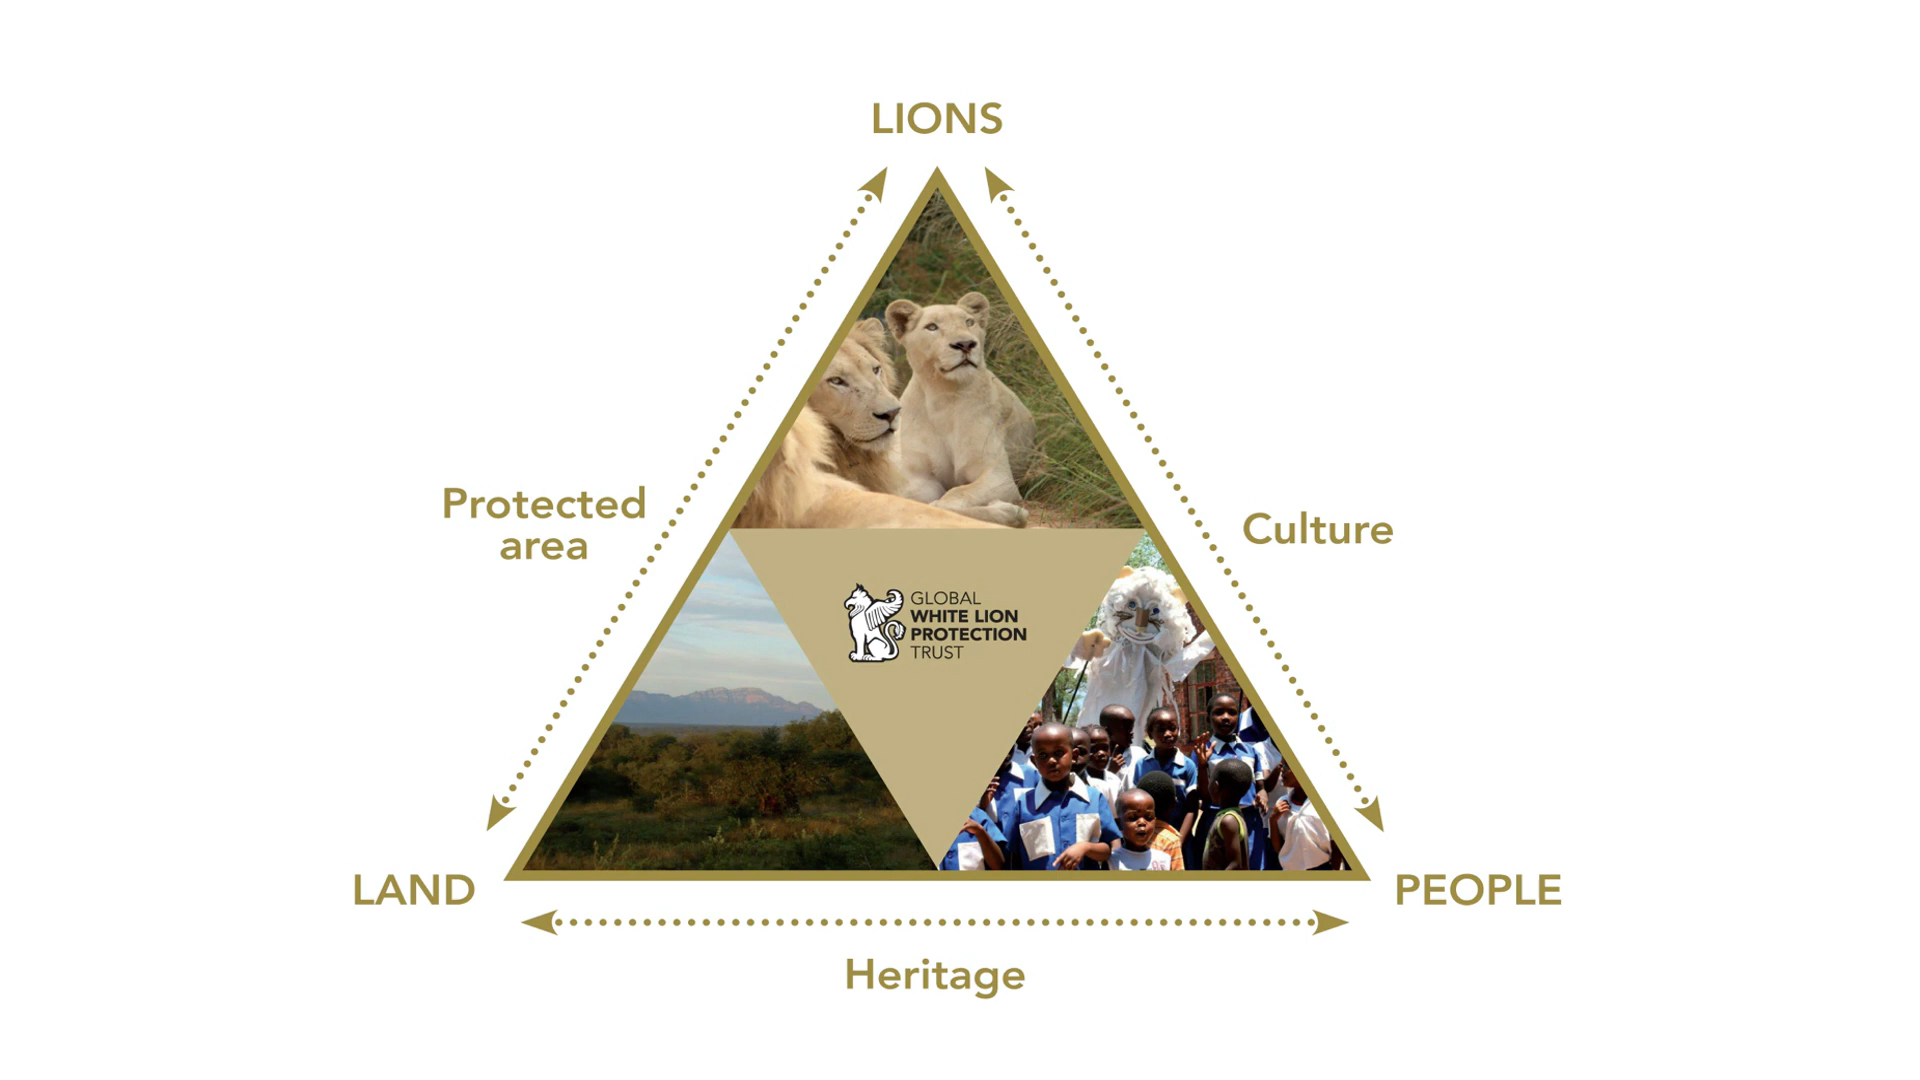 LIONS
Protected
area
Culture
GLOBAL
WHITE LION
PROTECTION
TRUST
LAND
PEOPLE
Heritage